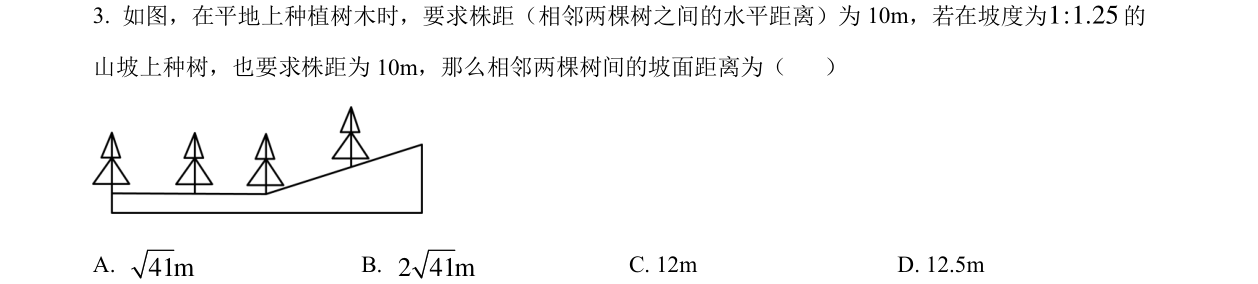 3. 如图，在平地上种植树木时，要求株距（相邻两棵树之间的水平距离）为 10m，若在坡度为1:1.25 的
山坡上种树，也要求株距为 10m，那么相邻两棵树间的坡面距离为（　　）
A. √41m B. 2√41m C. 12m D. 12.5m